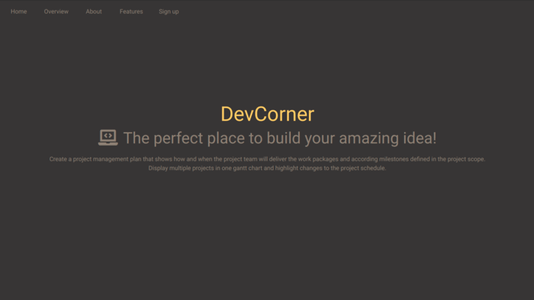 Home Overview About Features Sign up
DevCorner
The perfect place to build your amazing idea!
Create a project management plan that shows how and when the project team will deliver the work packages and according milestones defined in the project scope.
Display multiple projects in one gantt chart and highlight changes to the project schedule.